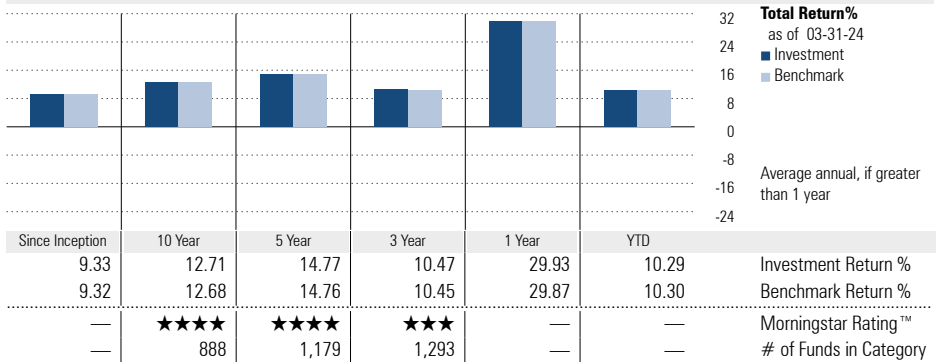 32
24
16
8
0
-8
-16
-24
Total Return%
as of 03-31-24
Investment
Benchmark
Average annual, if greater
than 1 year
Since Inception 10 Year 5 Year 3 Year 1 Year YTD
9.33 12.71 14.77 10.47 29.93 10.29 Investment Return %
9.32 12.68 14.76 10.45 29.87 10.30 Benchmark Return %
— ★★★★ ★★★★ ★★★ — — Morningstar Rating™
— 888 1,179 1,293 — — # of Funds in Category